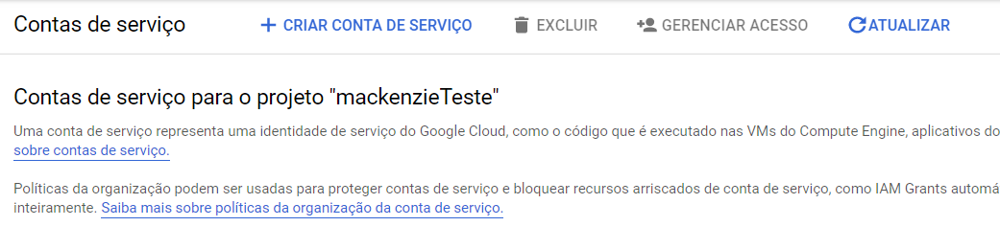 Contas de serviço
CRIAR CONTA DE SERVIÇO
EXCLUIR
GERENCIAR ACESSO
ATUALIZAR
Contas de serviço para o projeto "mackenzieTeste"
Uma conta de serviço representa uma identidade de serviço do Google Cloud, como o código que é executado nas VMs do Compute Engine, aplicativos do
sobre contas de serviço.
Políticas da organização podem ser usadas para proteger contas de serviço e bloquear recursos arriscados de conta de serviço, como IAM Grants automá
inteiramente. Saiba mais sobre políticas da organização da conta de serviço.